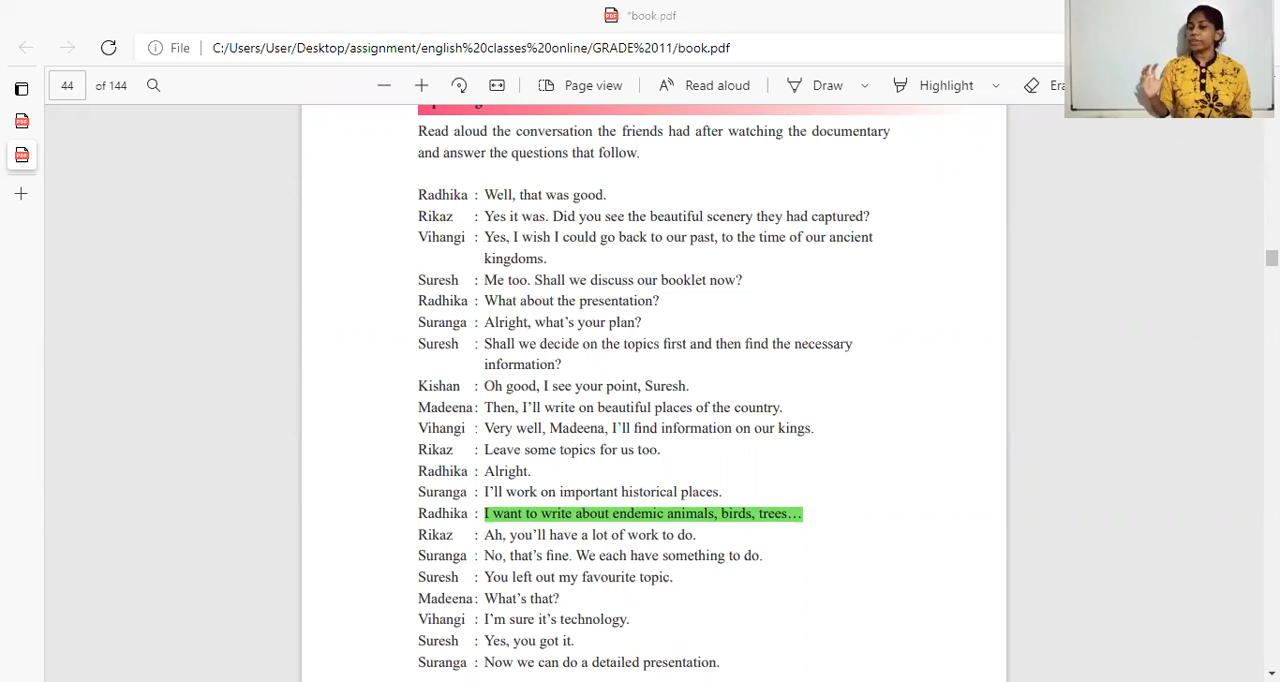 *book.pdf
File C:/Users/User/Desktop/assignment/english%20classes%20online/GRADE%2011/book.pdf
44 of 144 Page view Read aloud Draw Highlight Era
Read aloud the conversation the friends had after watching the documentary
and answer the questions that follow.
Radhika : Well, that was good.
Rikaz : Yes it was. Did you see the beautiful scenery they had captured?
Vihangi : Yes, I wish I could go back to our past, to the time of our ancient
kingdoms.
Suresh : Me too. Shall we discuss our booklet now?
Radhika : What about the presentation?
Suranga : Alright, what's your plan?
Suresh : Shall we decide on the topics first and then find the necessary
information?
Kishan : Oh good, I see your point, Suresh.
Madeena : Then, I'll write on beautiful places of the country.
Vihangi : Very well, Madeena, I'll find information on our kings.
Rikaz : Leave some topics for us too.
Radhika : Alright.
Suranga : I'll work on important historical places.
Radhika : I want to write about endemic animals, birds, trees…
Rikaz : Ah, you'll have a lot of work to do.
Suranga : No, that's fine. We each have something to do.
Suresh : You left out my favourite topic.
Madeena : What's that?
Vihangi : I'm sure it's technology.
Suresh : Yes, you got it.
Suranga : Now we can do a detailed presentation.